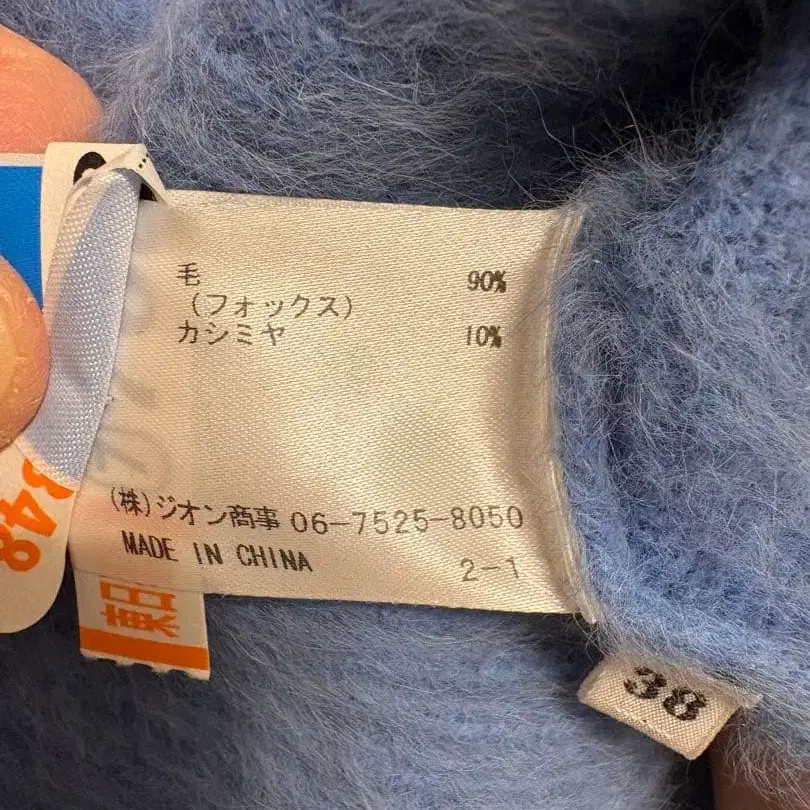 毛 90%
(フォックス)
カシミヤ 10%
(株)ジオン商事 06-7525-8050
MADE IN CHINA 2-1
38
348